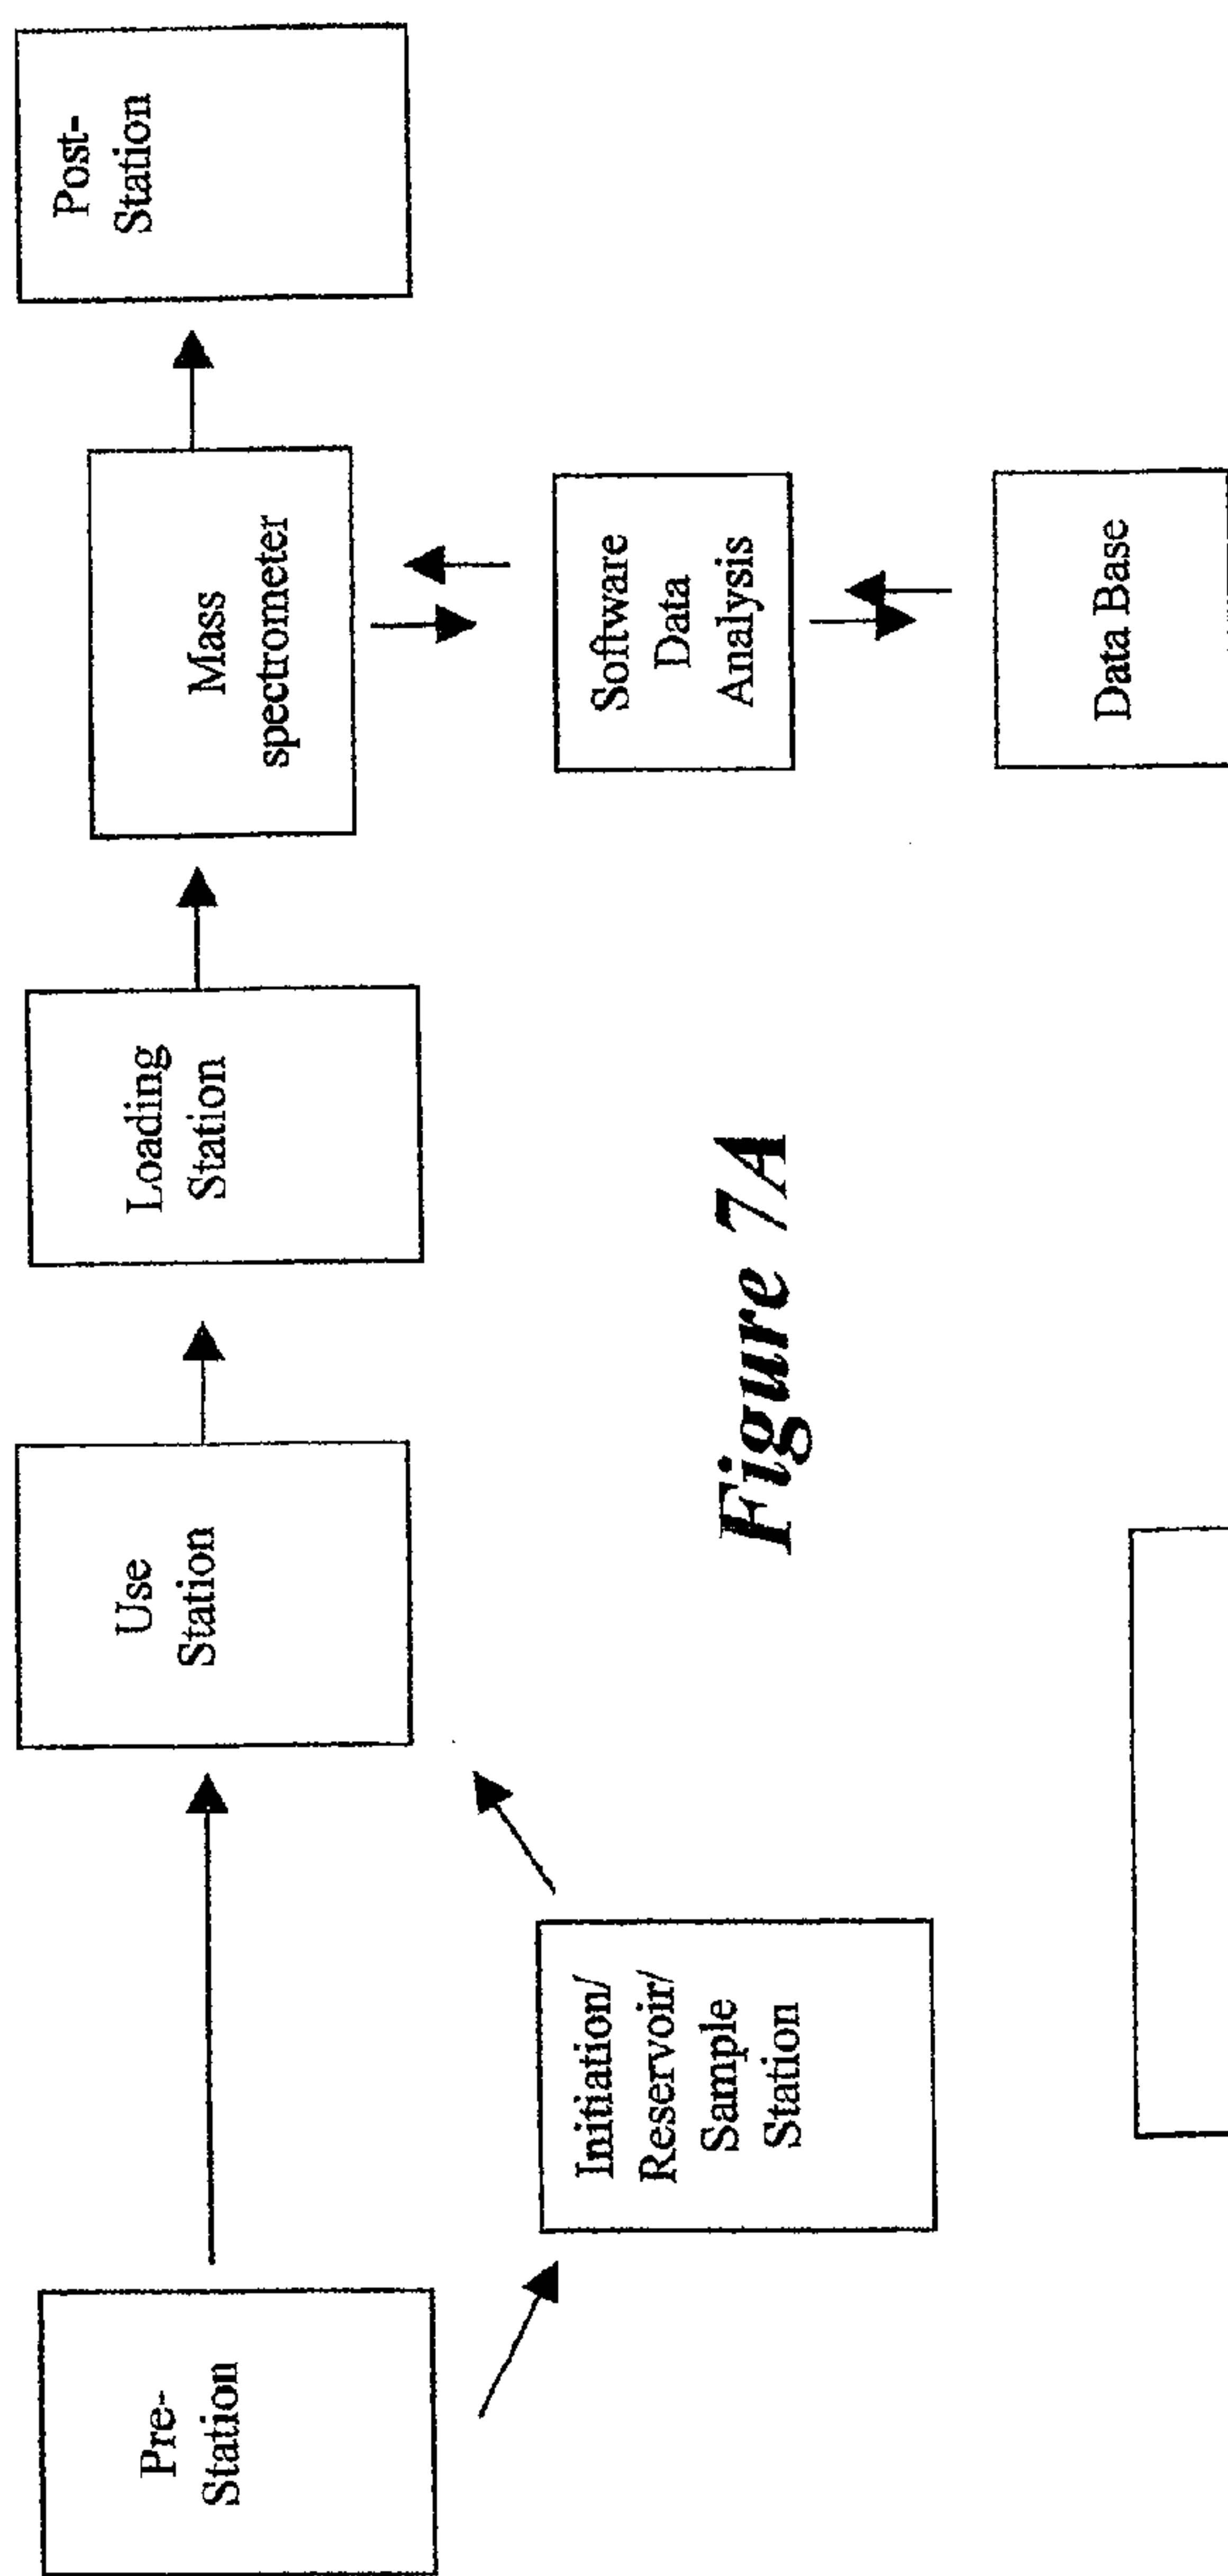 Pre-
Station
Initiation/
Reservoir/
Sample
Station
Use
Station
Loading
Station
Mass
spectrometer
Post-
Station
Software
Data
Analysis
Data Base
Figure 7A